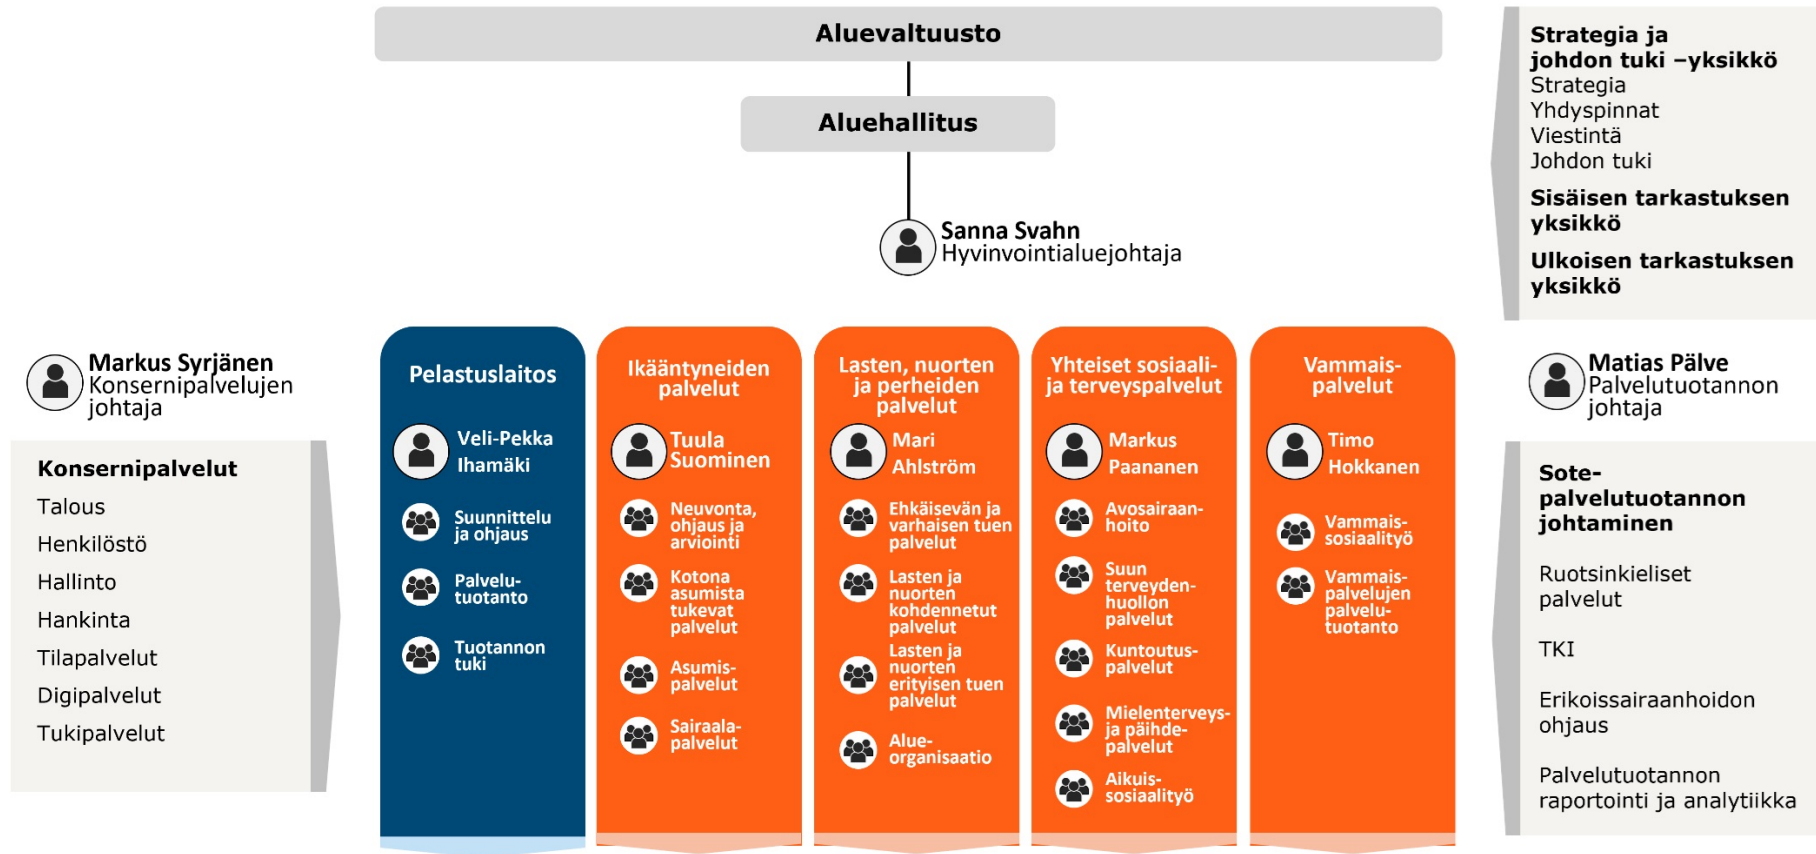 Aluevaltuusto
Aluehallitus
Sanna Svahn
Hyvinvointialuejohtaja
Strategia ja
johdon tuki –yksikkö
Strategia
Yhdyspinnat
Viestintä
Johdon tuki
Sisäisen tarkastuksen
yksikkö
Ulkoisen tarkastuksen
yksikkö
Markus Syrjänen
Konsernipalvelujen
johtaja
Konsernipalvelut
Talous
Henkilöstö
Hallinto
Hankinta
Tilapalvelut
Digipalvelut
Tukipalvelut
Pelastuslaitos
Veli-Pekka
Ihamäki
Suunnittelu
ja ohjaus
Palvelu-
tuotanto
Tuotannon
tuki
Ikääntyneiden
palvelut
Tuula
Suominen
Neuvonta,
ohjaus ja
arviointi
Kotona
asumista
tukevat
palvelut
Asumis-
palvelut
Sairaala-
palvelut
Lasten, nuorten
ja perheiden
palvelut
Mari
Ahlström
Ehkäisevän ja
varhaisen tuen
palvelut
Lasten ja
nuorten
kohdennetut
palvelut
Lasten ja
nuorten
erityisen tuen
palvelut
Alue-
organisaatio
Yhteiset sosiaali-
ja terveyspalvelut
Markus
Paananen
Avosairaan-
hoito
Suun
terveyden-
huollon
palvelut
Kuntoutus-
palvelut
Mielenterveys-
ja päihde-
palvelut
Aikuis-
sosiaalityö
Vammais-
palvelut
Timo
Hokkanen
Vammais-
sosiaalityö
Vammais-
palvelujen
palvelu-
tuotanto
Matias Pälve
Palvelutuotannon
johtaja
Sote-
palvelutuotannon
johtaminen
Ruotsinkieliset
palvelut
TKI
Erikoissairaanhoidon
ohjaus
Palvelutuotannon
raportointi ja analytiikka